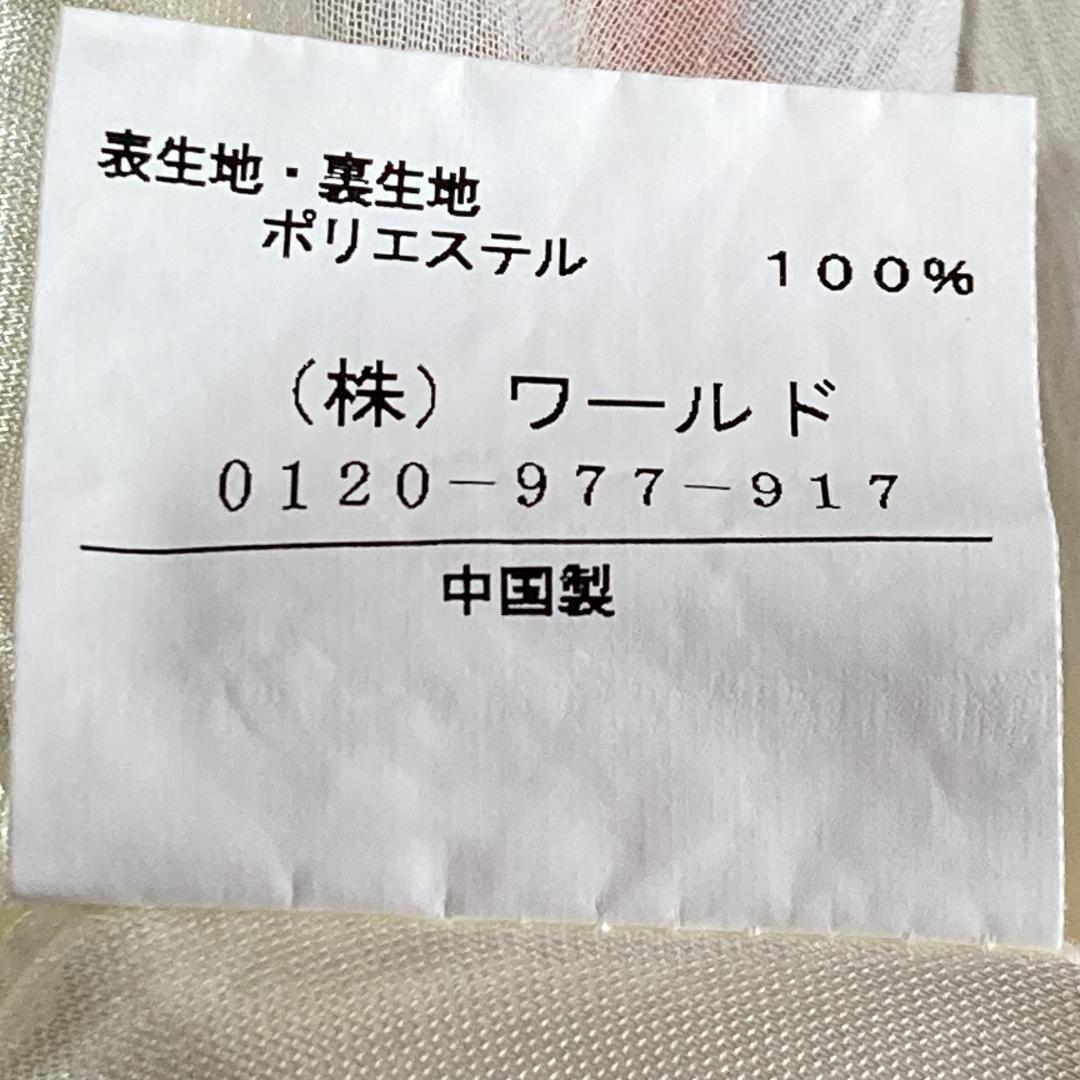 表生地・裏生地
ポリエステル 100%
(株) ワールド
0120-977-917
中国製